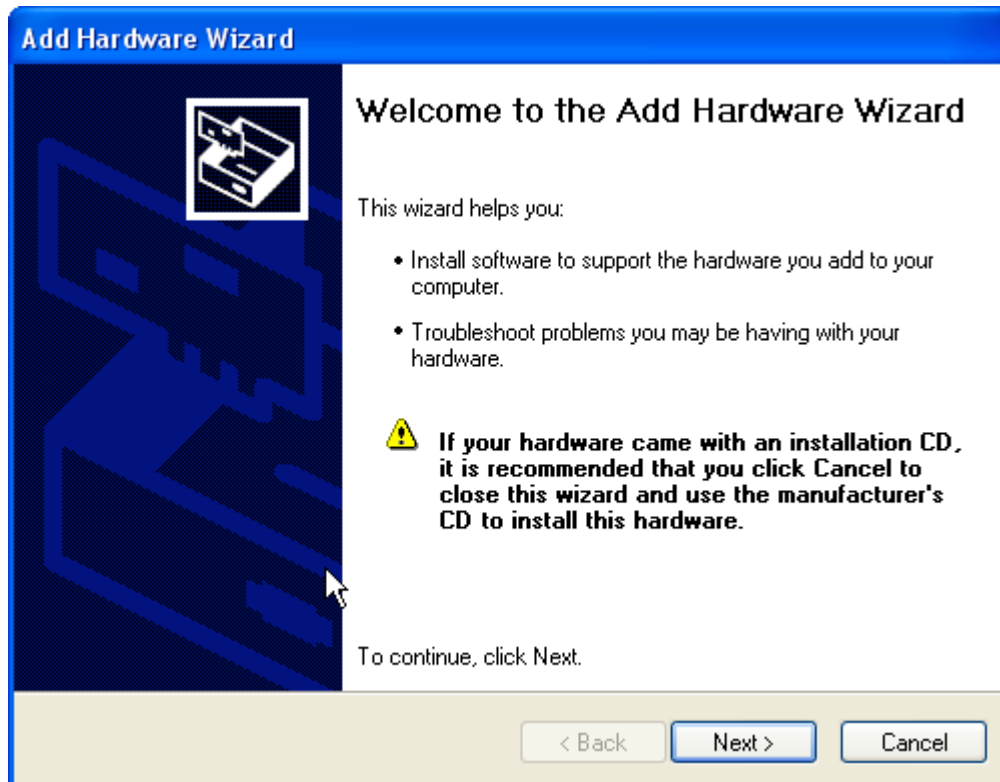 Add Hardware Wizard
Welcome to the Add Hardware Wizard
This wizard helps you:
• Install software to support the hardware you add to your
computer.
• Troubleshoot problems you may be having with your
hardware.
If your hardware came with an installation CD,
it is recommended that you click Cancel to
close this wizard and use the manufacturer's
CD to install this hardware.
To continue, click Next.
< Back Next > Cancel